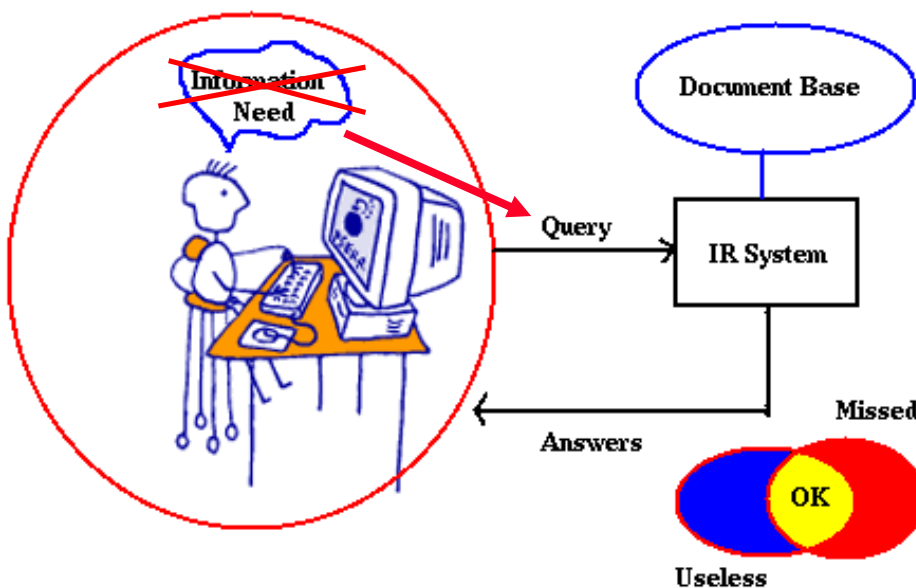 Information
Need
Document Base
Query
IR System
Answers
Missed
OK
Useless